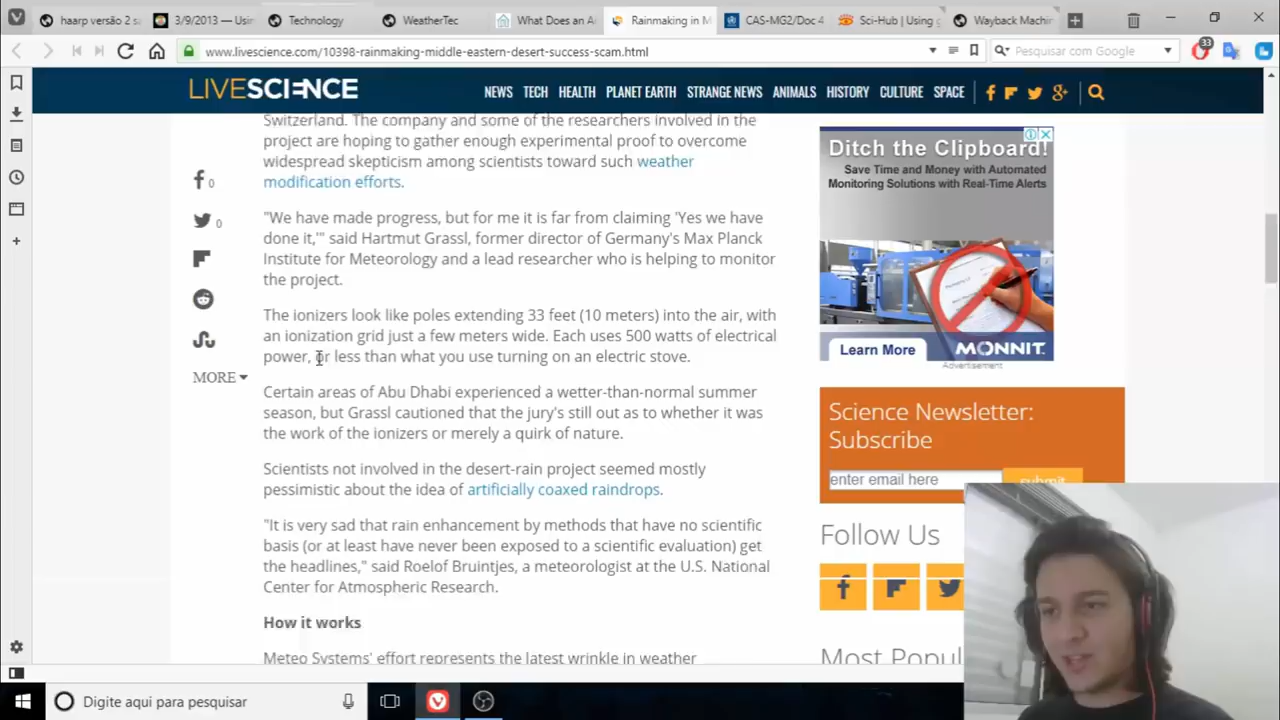 haarp versão 2 sa
3/9/2013 — Usin
Technology
WeatherTec
What Does an A
Rainmaking in M
CAS-MG2/Doc 4
Sci-Hub | Using g
Wayback Machin
www.livescience.com/10398-rainmaking-middle-eastern-desert-success-scam.html
Pesquisar com Google
33
LIVESCIENCE
NEWS TECH HEALTH PLANET EARTH STRANGE NEWS ANIMALS HISTORY CULTURE SPACE
Switzerland. The company and some of the researchers involved in the
project are hoping to gather enough experimental proof to overcome
widespread skepticism among scientists toward such weather
modification efforts.
"We have made progress, but for me it is far from claiming 'Yes we have
done it,'" said Hartmut Grassl, former director of Germany's Max Planck
Institute for Meteorology and a lead researcher who is helping to monitor
the project.
The ionizers look like poles extending 33 feet (10 meters) into the air, with
an ionization grid just a few meters wide. Each uses 500 watts of electrical
power, or less than what you use turning on an electric stove.
Certain areas of Abu Dhabi experienced a wetter-than-normal summer
season, but Grassl cautioned that the jury's still out as to whether it was
the work of the ionizers or merely a quirk of nature.
Scientists not involved in the desert-rain project seemed mostly
pessimistic about the idea of artificially coaxed raindrops.
"It is very sad that rain enhancement by methods that have no scientific
basis (or at least have never been exposed to a scientific evaluation) get
the headlines," said Roelof Bruintjes, a meteorologist at the U.S. National
Center for Atmospheric Research.
How it works
Meteo Systems' effort represents the latest wrinkle in weather
0
0
MORE
Ditch the Clipboard!
Save Time and Money with Automated
Monitoring Solutions with Real-Time Alerts
Learn More
MONNIT
Advertisement
Science Newsletter:
Subscribe
enter email here
submit
Follow Us
Most Popul
Digite aqui para pesquisar